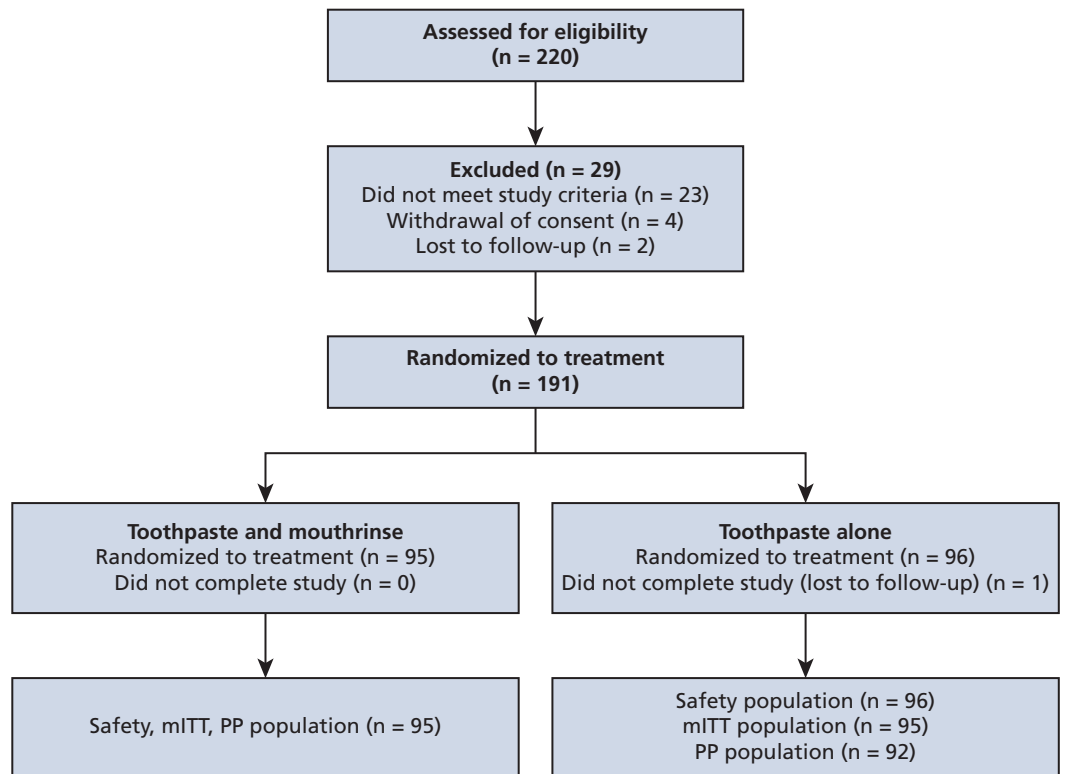 Assessed for eligibility
(n = 220)
Excluded (n = 29)
Did not meet study criteria (n = 23)
Withdrawal of consent (n = 4)
Lost to follow-up (n = 2)
Randomized to treatment
(n = 191)
Toothpaste and mouthrinse
Randomized to treatment (n = 95)
Did not complete study (n = 0)
Toothpaste alone
Randomized to treatment (n = 96)
Did not complete study (lost to follow-up) (n = 1)
Safety, mITT, PP population (n = 95)
Safety population (n = 96)
mITT population (n = 95)
PP population (n = 92)